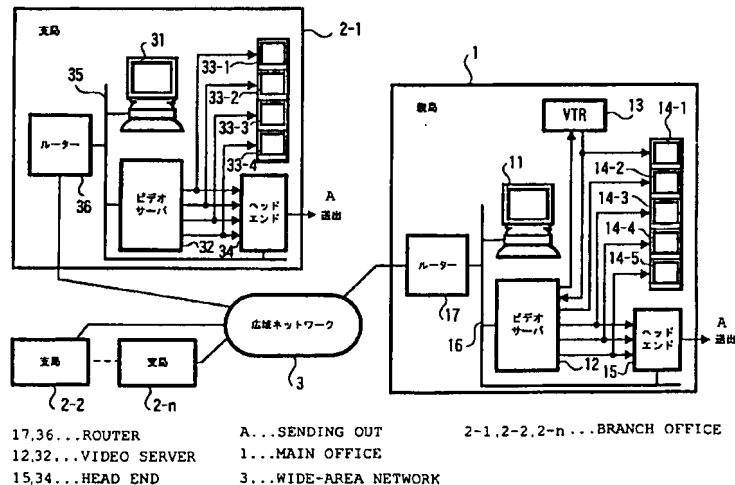 支局
2-1
31
35
33-1
33-2
33-3
33-4
ルーター
36
ビデオ
サーバ
32
ヘッド
エンド
34
A
送出
1
親局
VTR
13
14-1
11
14-2
14-3
14-4
14-5
ルーター
17
16
ビデオ
サーバ
12
ヘッド
エンド
15
A
送出
広域ネットワーク
3
支局
2-2
支局
2-n
17,36...ROUTER
12,32...VIDEO SERVER
15,34...HEAD END
A...SENDING OUT
1...MAIN OFFICE
3...WIDE-AREA NETWORK
2-1,2-2,2-n...BRANCH OFFICE